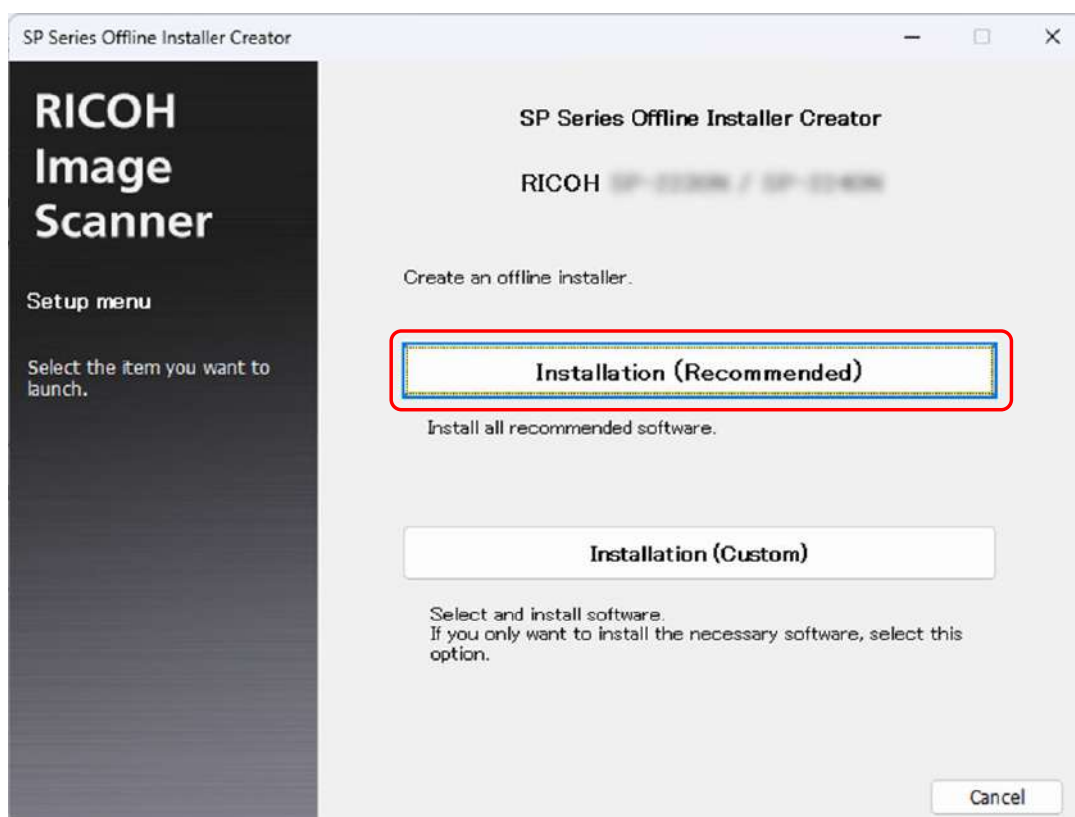 SP Series Offline Installer Creator
RICOH
Image
Scanner
Setup menu
Select the item you want to
launch.
SP Series Offline Installer Creator
RICOH
Create an offline installer.
Installation (Recommended)
Install all recommended software.
Installation (Custom)
Select and install software.
If you only want to install the necessary software, select this
option.
Cancel